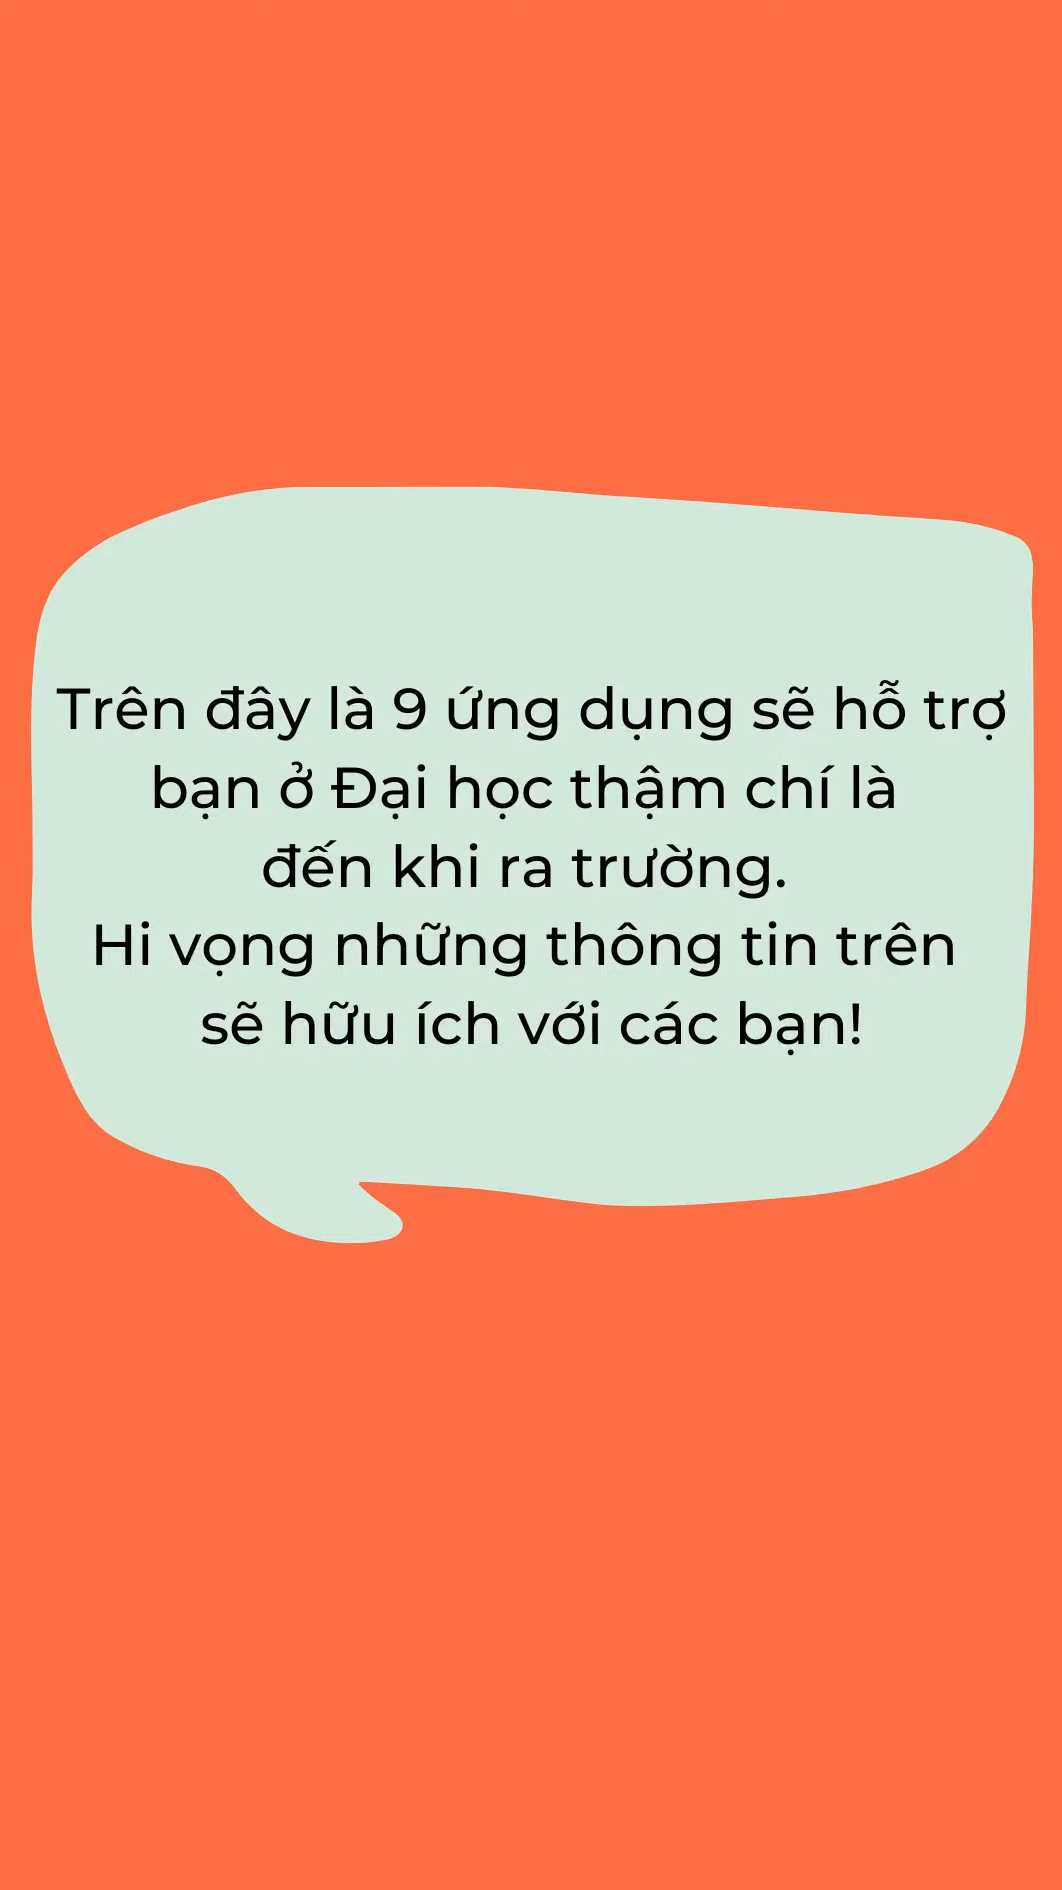 Trên đây là 9 ứng dụng sẽ hỗ trợ
bạn ở Đại học thậm chí là
đến khi ra trường.
Hi vọng những thông tin trên
sẽ hữu ích với các bạn!